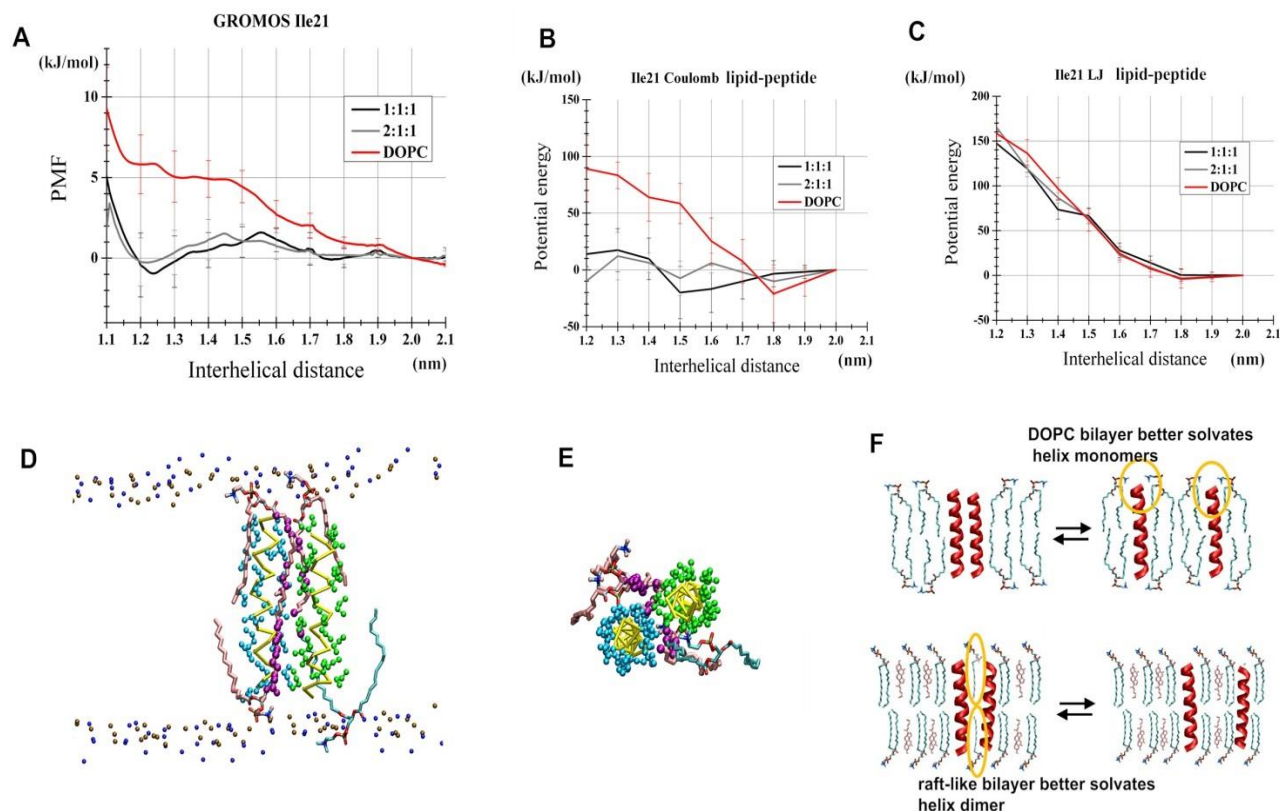 A
GROMOS Ile21
(kJ/mol)
10
5
0
PMF
1:1:1
2:1:1
DOPC
1.1 1.2 1.3 1.4 1.5 1.6 1.7 1.8 1.9 2.0 2.1
Interhelical distance (nm)
B
(kJ/mol)
Ile21 Coulomb lipid-peptide
150
100
50
0
-50
Potential energy
1:1:1
2:1:1
DOPC
1.2 1.3 1.4 1.5 1.6 1.7 1.8 1.9 2.0 2.1
Interhelical distance (nm)
C
(kJ/mol)
Ile21 LJ lipid-peptide
200
150
100
50
0
-50
Potential energy
1:1:1
2:1:1
DOPC
1.2 1.3 1.4 1.5 1.6 1.7 1.8 1.9 2.0 2.1
Interhelical distance (nm)
D
E
F
DOPC bilayer better solvates
helix monomers
raft-like bilayer better solvates
helix dimer